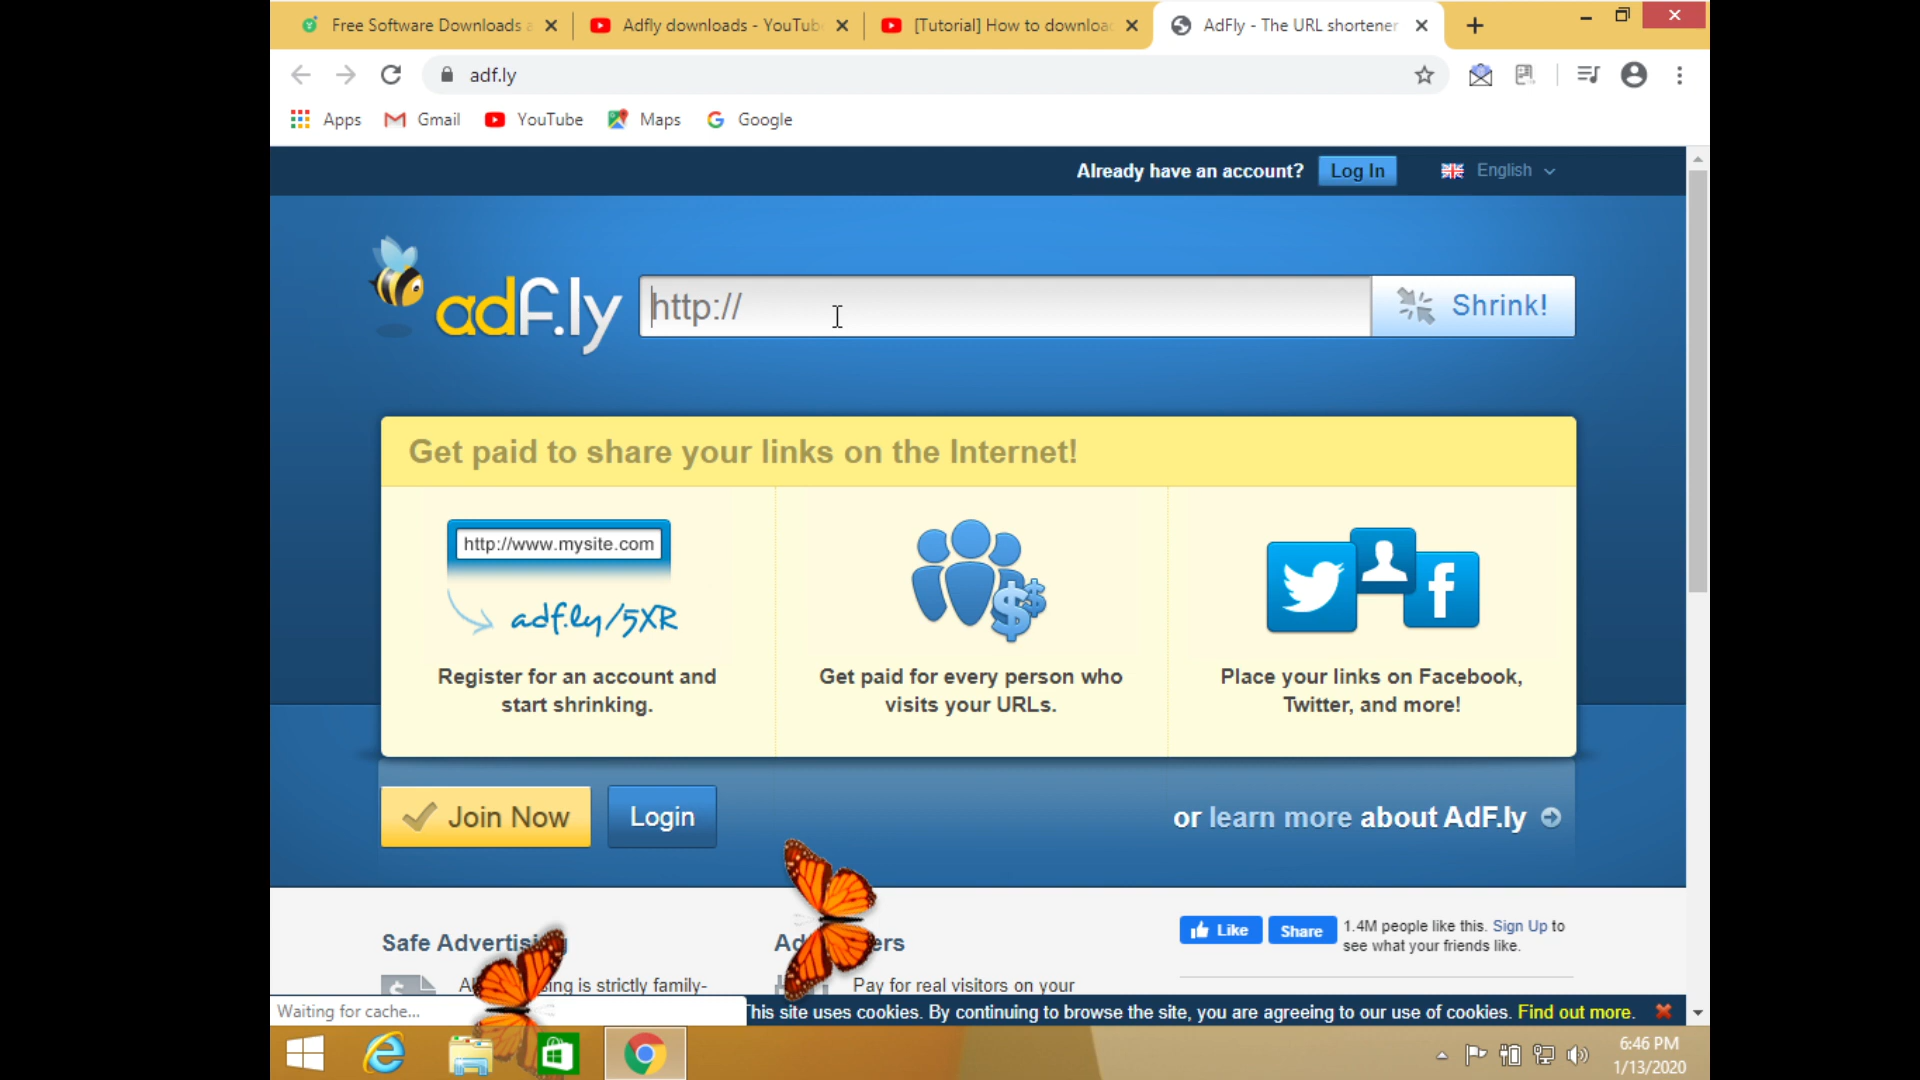 Free Software Downloads a
Adfly downloads - YouTube
[Tutorial] How to downloa
AdFly - The URL shortener
adf.ly
Apps
Gmail
YouTube
Maps
Google
Already have an account?
Log In
English
adf.ly
http://
Shrink!
Get paid to share your links on the Internet!
http://www.mysite.com
adf.ly/5XR
Register for an account and
start shrinking.
Get paid for every person who
visits your URLs.
Place your links on Facebook,
Twitter, and more!
Join Now
Login
or learn more about AdF.ly
Safe Advertising
is strictly family-
Pay for real visitors on your
Like
Share
1.4M people like this. Sign Up to
see what your friends like.
Waiting for cache...
his site uses cookies. By continuing to browse the site, you are agreeing to our use of cookies. Find out more.
6:46 PM
1/13/2020